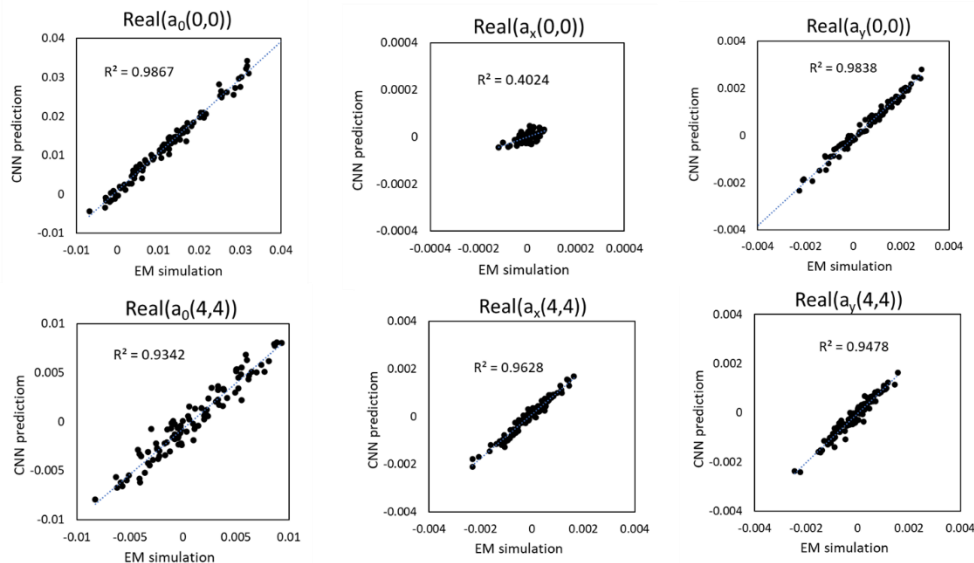 Real(a0(0,0))
0.04
0.03
0.02
0.01
0
-0.01
CNN prediction
R² = 0.9867
-0.01 0 0.01 0.02 0.03 0.04
EM simulation
Real(ax(0,0))
0.0004
0.0002
0
-0.0002
-0.0004
CNN prediction
R² = 0.4024
-0.0004 -0.0002 0 0.0002 0.0004
EM simulation
Real(ay(0,0))
0.004
0.002
0
-0.002
-0.004
CNN prediction
R² = 0.9838
-0.004 -0.002 0 0.002 0.004
EM simulation
Real(a0(4,4))
0.01
0.005
0
-0.005
-0.01
CNN predictiom
R² = 0.9342
-0.01 -0.005 0 0.005 0.01
EM simulation
Real(ax(4,4))
0.004
0.002
0
-0.002
-0.004
CNN prediction
R² = 0.9628
-0.004 -0.002 0 0.002 0.004
EM simulation
Real(ay(4,4))
0.004
0.002
0
-0.002
-0.004
CNN prediction
R² = 0.9478
-0.004 -0.002 0 0.002 0.004
EM simulation